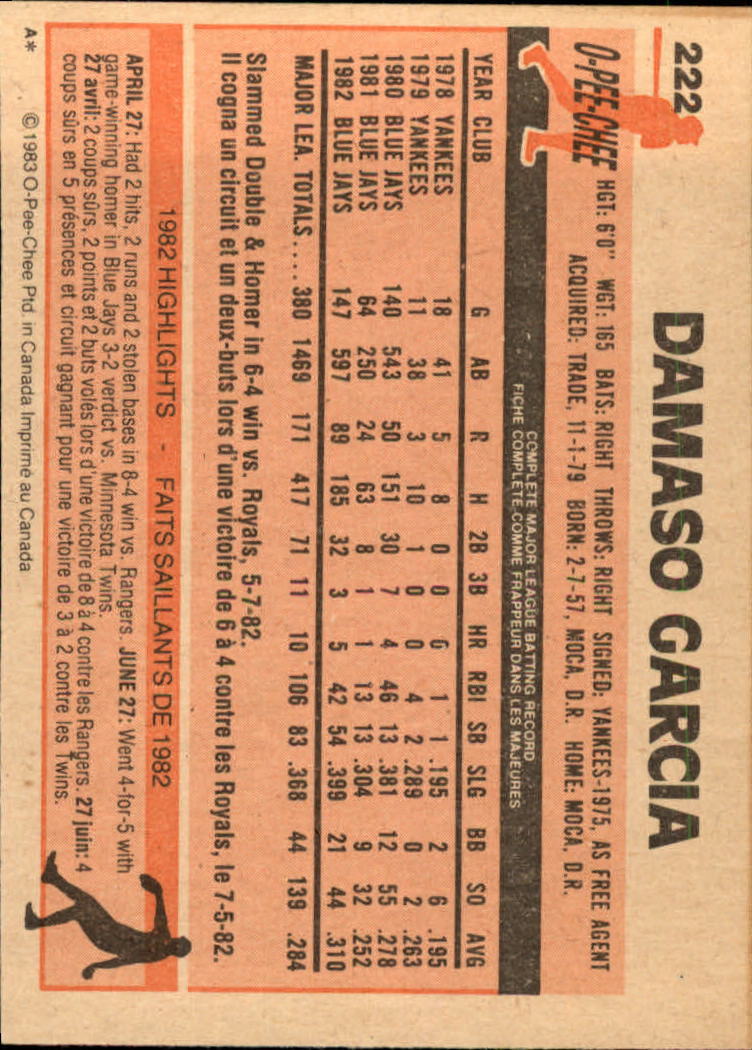 222
DAMASO GARCIA
O-PEE-CHEE
HGT: 6'0" WGT: 165 BATS: RIGHT THROWS: RIGHT SIGNED: YANKEES-1975, AS FREE AGENT
ACQUIRED: TRADE, 11-1-79 BORN: 2-7-57, MOCA, D.R. HOME: MOCA, D.R.
COMPLETE MAJOR LEAGUE BATTING RECORD
FICHE COMPLETE COMME FRAPPEUR DANS LES MAJEURES
YEAR CLUB G AB R H 2B 3B HR RBI SB SLG BB SO AVG
1978 YANKEES 18 41 5 8 0 0 0 1 1 .195 2 6 .195
1979 YANKEES 11 38 3 10 1 0 0 4 2 .289 0 2 .263
1980 BLUE JAYS 140 543 50 151 30 7 4 46 13 .381 12 55 .278
1981 BLUE JAYS 64 250 24 63 8 1 1 13 13 .304 9 32 .252
1982 BLUE JAYS 147 597 89 185 32 3 5 42 54 .399 21 44 .310
MAJOR LEA. TOTALS.... 380 1469 171 417 71 11 10 106 83 .368 44 139 .284
Slammed Double & Homer in 6-4 win vs. Royals, 5-7-82.
Il cogna un circuit et un deux-buts lors d'une victoire de 6 à 4 contre les Royals, le 7-5-82.
1982 HIGHLIGHTS - FAITS SAILLANTS DE 1982
APRIL 27: Had 2 hits, 2 runs and 2 stolen bases in 8-4 win vs. Rangers. JUNE 27: Went 4-for-5 with
game-winning homer in Blue Jays 3-2 verdict vs. Minnesota Twins.
27 avril: 2 coups sûrs, 2 points et 2 buts volés lors d'une victoire de 8 à 4 contre les Rangers. 27 juin: 4
coups sûrs en 5 présences et circuit gagnant pour une victoire de 3 à 2 contre les Twins.
A* © 1983 O-Pee-Chee Ptd. in Canada Imprimé au Canada